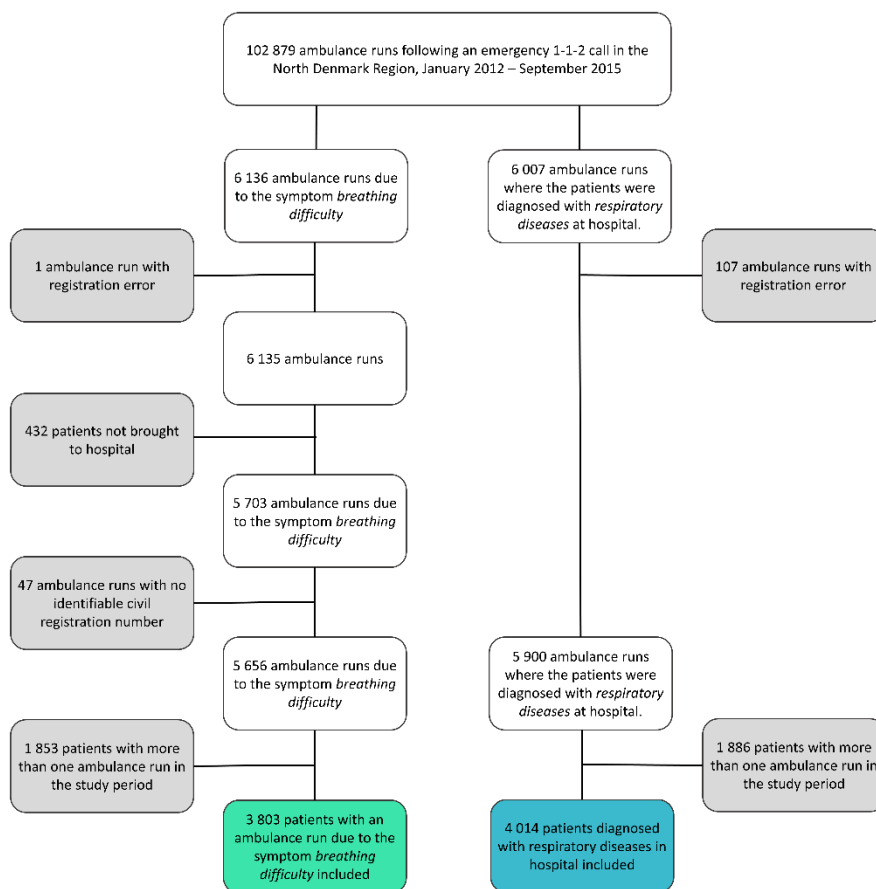 102 879 ambulance runs following an emergency 1-1-2 call in the
North Denmark Region, January 2012 – September 2015
6 136 ambulance runs due
to the symptom breathing
difficulty
6 007 ambulance runs
where the patients were
diagnosed with respiratory
diseases at hospital.
1 ambulance run with
registration error
107 ambulance runs with
registration error
6 135 ambulance runs
432 patients not brought
to hospital
5 703 ambulance runs due
to the symptom breathing
difficulty
47 ambulance runs with no
identifiable civil
registration number
5 656 ambulance runs due
to the symptom breathing
difficulty
5 900 ambulance runs
where the patients were
diagnosed with respiratory
diseases at hospital.
1 853 patients with more
than one ambulance run in
the study period
1 886 patients with more
than one ambulance run in
the study period
3 803 patients with an
ambulance run due to the
symptom breathing
difficulty included
4 014 patients diagnosed
with respiratory diseases in
hospital included